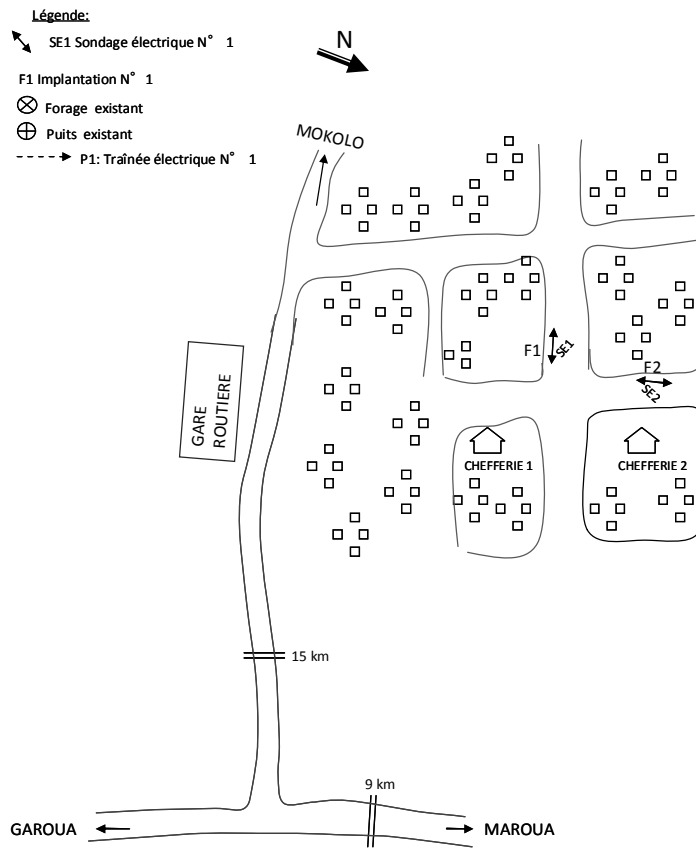 Légende:
SE1 Sondage électrique N° 1
F1 Implantation N° 1
Forage existant
Puits existant
P1: Traînée électrique N° 1
N
MOKOLO
F1
SE1
F2
SE2
GARE
ROUTIERE
CHEFFERIE 1
CHEFFERIE 2
15 km
9 km
GAROUA
MAROUA